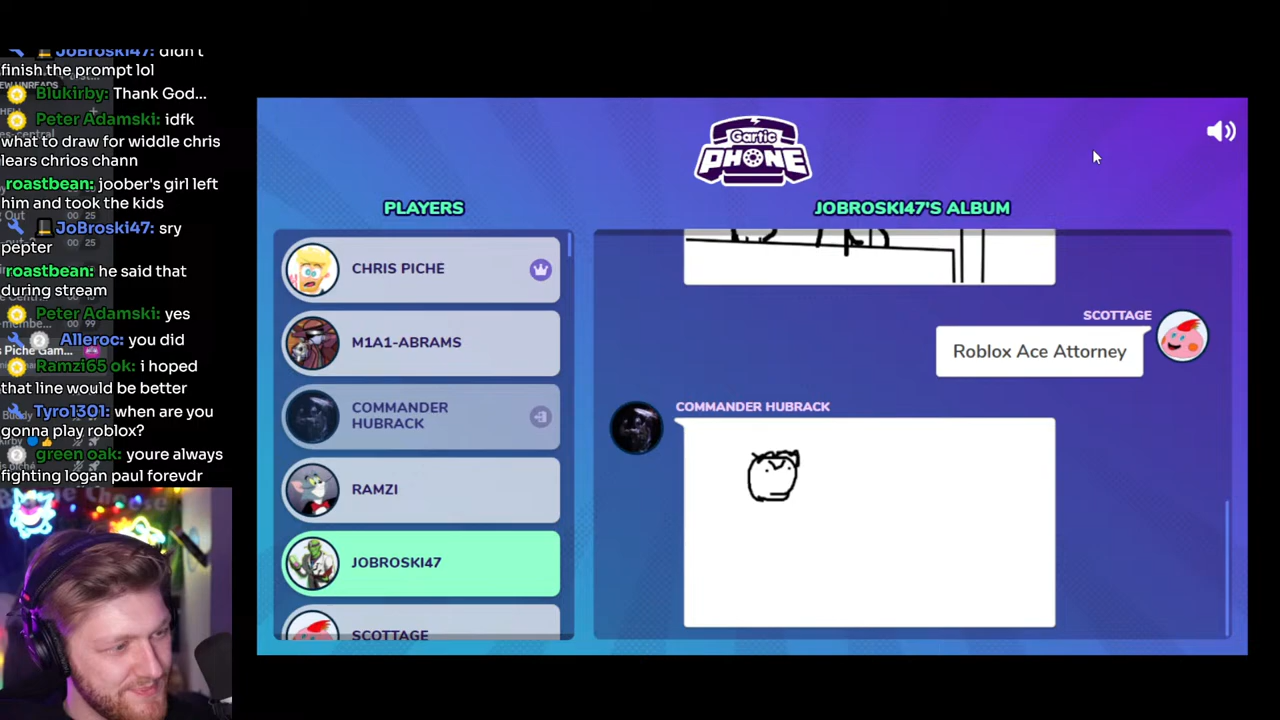 JoBroski47: didn't
finish the prompt lol
Blukirby: Thank God...
Peter Adamski: idfk
what to draw for widdle chris
lears chrios chann
roastbean: joober's girl left
him and took the kids
JoBroski47: sry
pepter
roastbean: he said that
during stream
Peter Adamski: yes
Alleroc: you did
Ramzi65 ok: i hoped
that line would be better
Tyro1301: when are you
gonna play roblox?
green oak: youre always
fighting logan paul forevdr
Gartic
PHONE
PLAYERS
CHRIS PICHE
M1A1-ABRAMS
COMMANDER
HUBRACK
RAMZI
JOBROSKI47
SCOTTAGE
JOBROSKI47'S ALBUM
SCOTTAGE
Roblox Ace Attorney
COMMANDER HUBRACK